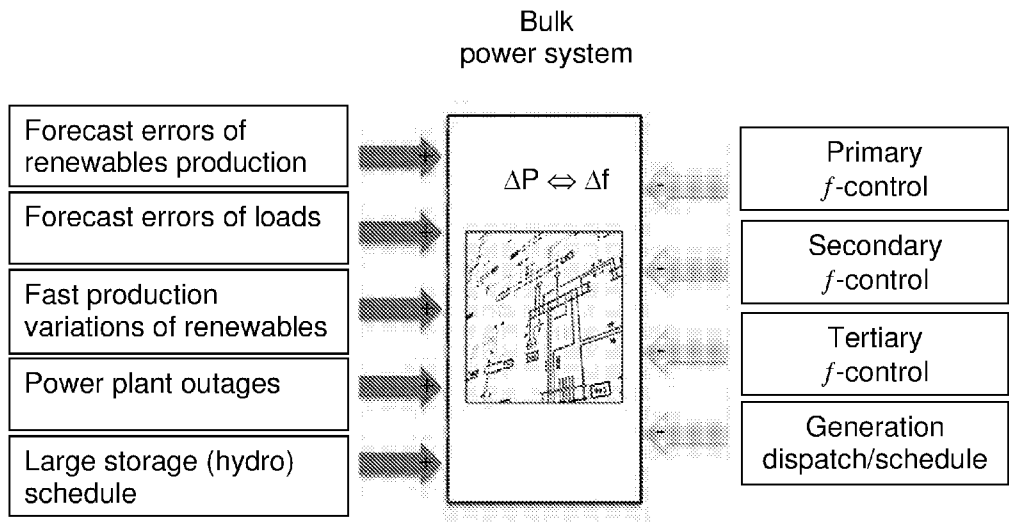 Bulk
power system
Forecast errors of
renewables production
Forecast errors of loads
Fast production
variations of renewables
Power plant outages
Large storage (hydro)
schedule
+
+
+
+
+
ΔP ⇔ Δf
-
-
-
-
Primary
f-control
Secondary
f-control
Tertiary
f-control
Generation
dispatch/schedule